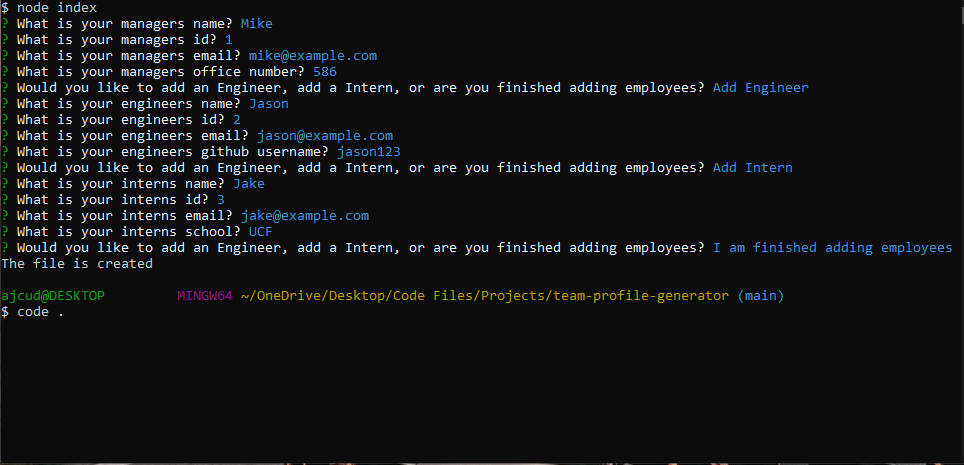 $ node index
? What is your managers name? Mike
? What is your managers id? 1
? What is your managers email? mike@example.com
? What is your managers office number? 586
? Would you like to add an Engineer, add a Intern, or are you finished adding employees? Add Engineer
? What is your engineers name? Jason
? What is your engineers id? 2
? What is your engineers email? jason@example.com
? What is your engineers github username? jason123
? Would you like to add an Engineer, add a Intern, or are you finished adding employees? Add Intern
? What is your interns name? Jake
? What is your interns id? 3
? What is your interns email? jake@example.com
? What is your interns school? UCF
? Would you like to add an Engineer, add a Intern, or are you finished adding employees? I am finished adding employees
The file is created
ajcud@DESKTOP MINGW64 ~/OneDrive/Desktop/Code Files/Projects/team-profile-generator (main)
$ code .